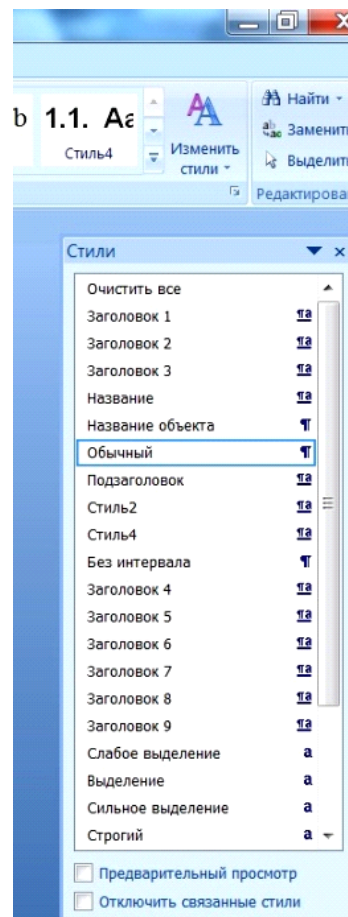 b 1.1. Aa
Стиль4
Изменить
стили
Найти
Заменить
Выделить
Редактирова
Стили
Очистить все
Заголовок 1 ¶a
Заголовок 2 ¶a
Заголовок 3 ¶a
Название ¶a
Название объекта ¶
Обычный ¶
Подзаголовок ¶a
Стиль2 ¶a
Стиль4 ¶a
Без интервала ¶
Заголовок 4 ¶a
Заголовок 5 ¶a
Заголовок 6 ¶a
Заголовок 7 ¶a
Заголовок 8 ¶a
Заголовок 9 ¶a
Слабое выделение a
Выделение a
Сильное выделение a
Строгий a
Предварительный просмотр
Отключить связанные стили